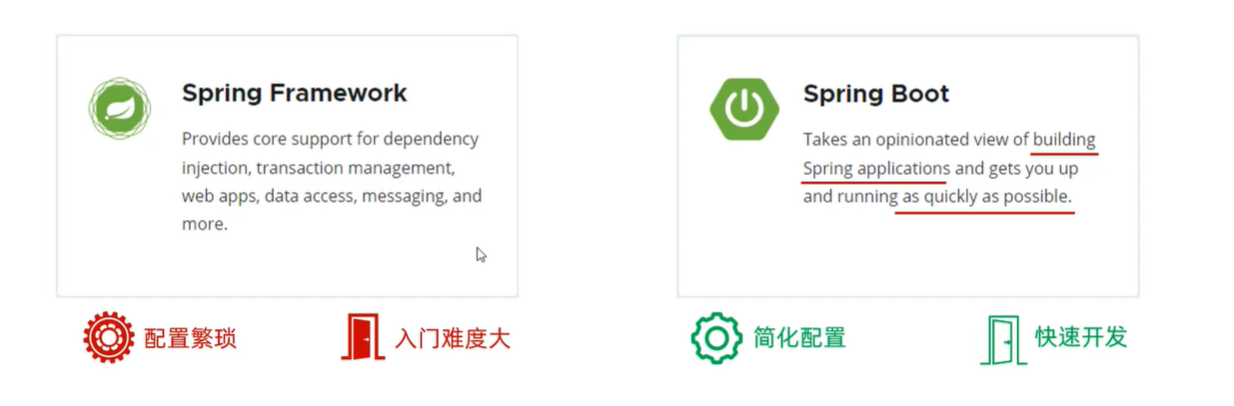 Spring Framework
Provides core support for dependency
injection, transaction management,
web apps, data access, messaging, and
more.
配置繁琐
入门难度大
Spring Boot
Takes an opinionated view of building
Spring applications and gets you up
and running as quickly as possible.
简化配置
快速开发